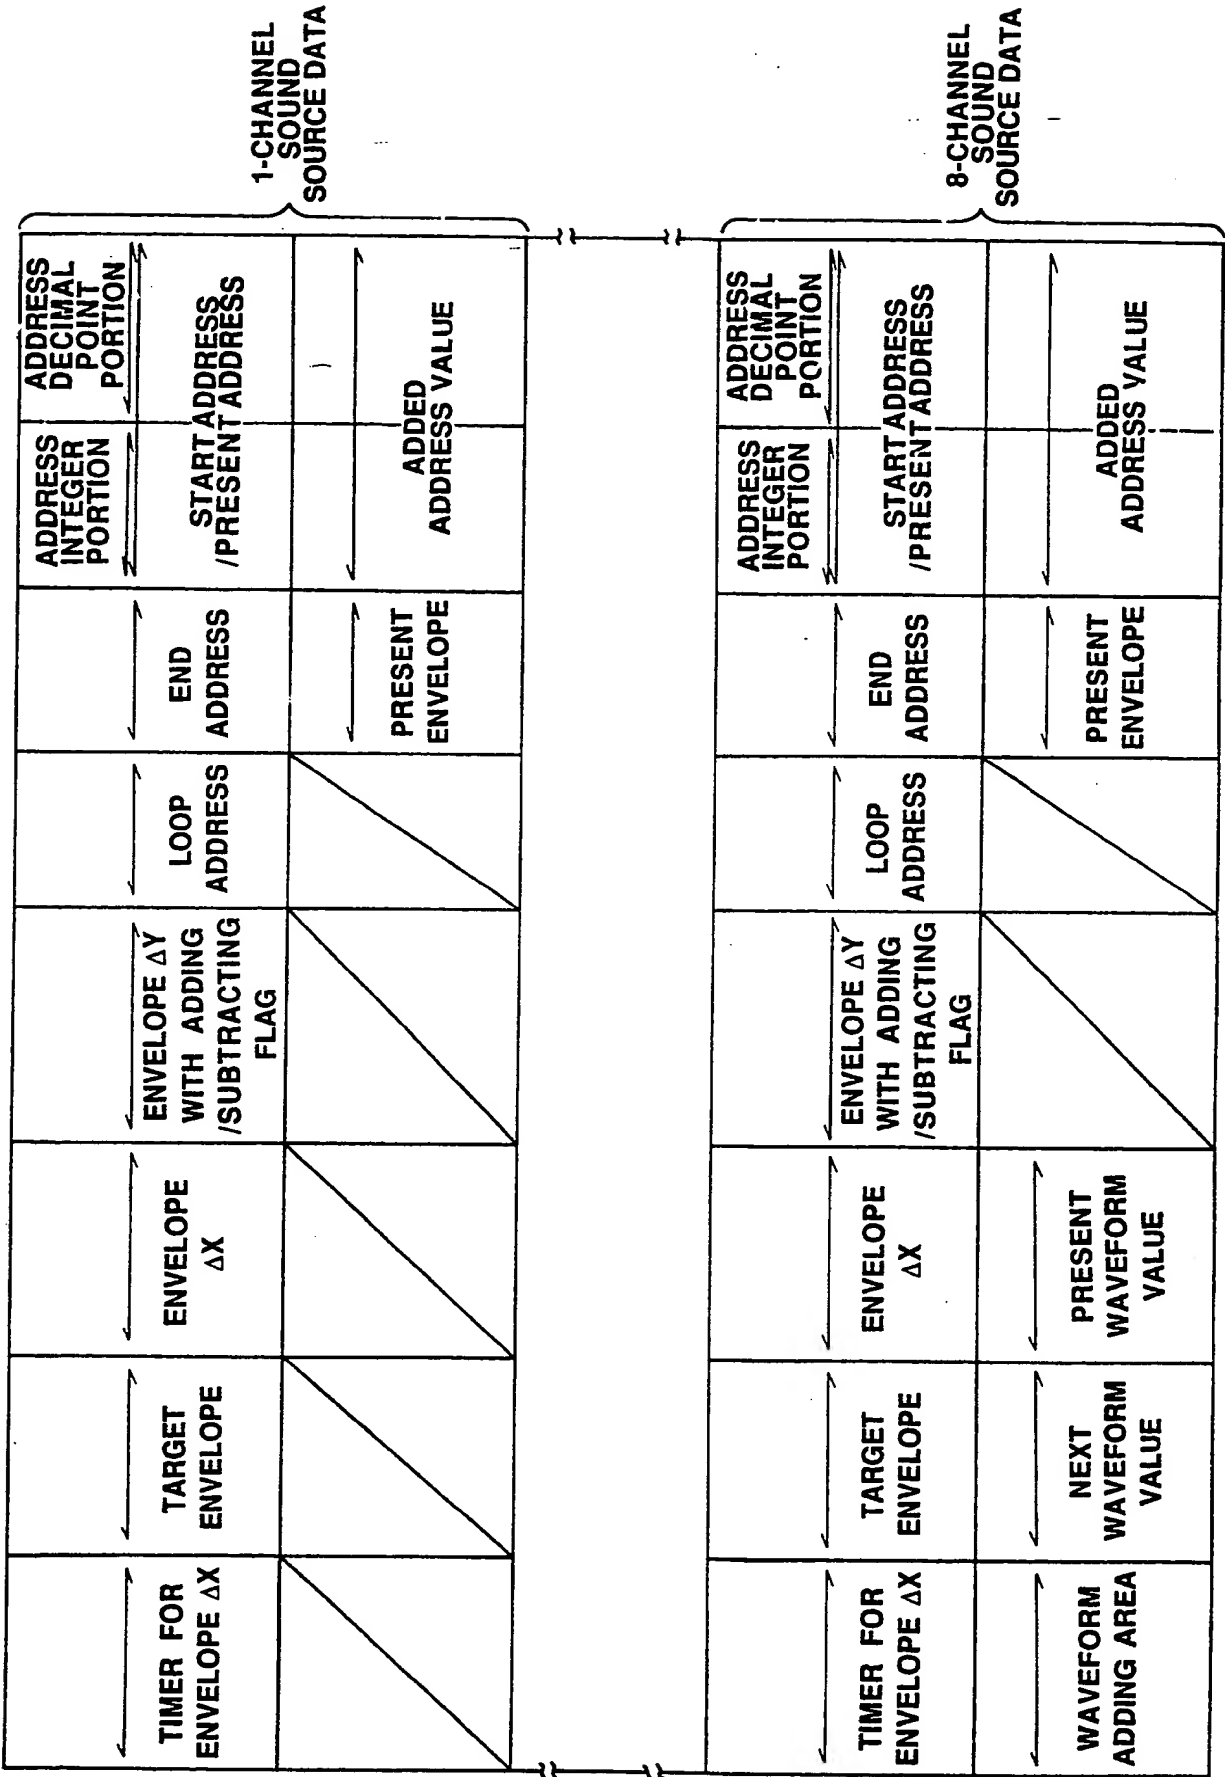 TIMER FOR
ENVELOPE ΔX
TARGET
ENVELOPE
ENVELOPE
ΔX
ENVELOPE ΔY
WITH ADDING
/SUBTRACTING
FLAG
LOOP
ADDRESS
END
ADDRESS
ADDRESS
INTEGER
PORTION
ADDRESS
DECIMAL
POINT
PORTION
START ADDRESS
/PRESENT ADDRESS
PRESENT
ENVELOPE
ADDED
ADDRESS VALUE
1-CHANNEL
SOUND
SOURCE DATA
TIMER FOR
ENVELOPE ΔX
TARGET
ENVELOPE
ENVELOPE
ΔX
ENVELOPE ΔY
WITH ADDING
/SUBTRACTING
FLAG
LOOP
ADDRESS
END
ADDRESS
ADDRESS
INTEGER
PORTION
ADDRESS
DECIMAL
POINT
PORTION
START ADDRESS
/PRESENT ADDRESS
WAVEFORM
ADDING AREA
NEXT
WAVEFORM
VALUE
PRESENT
WAVEFORM
VALUE
PRESENT
ENVELOPE
ADDED
ADDRESS VALUE
8-CHANNEL
SOUND
SOURCE DATA